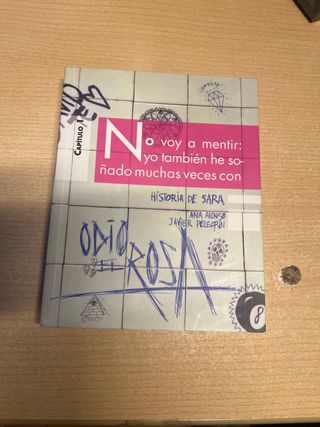 CAPÍTULO 1
No voy a mentir:
yo también he so-
ñado muchas veces con
HISTORIA DE SARA
ANA ALONSO
JAVIER PELEGRÍN
ODIO
EL
ROSA
8